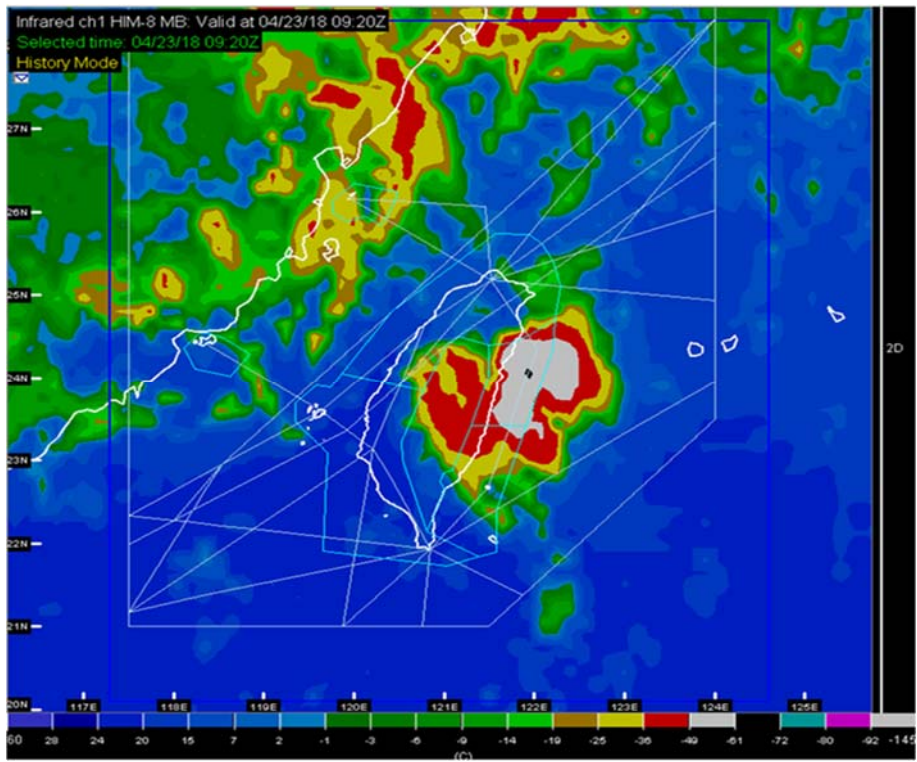 Infrared ch1 HIM-8 MB: Valid at 04/23/18 09:20Z
Selected time: 04/23/18 09:20Z
History Mode
27N
26N
25N
24N
23N
22N
21N
20N
2D
117E 118E 119E 120E 121E 122E 123E 124E 125E
60 28 24 20 15 7 2 -1 -3 -6 -9 -14 -19 -25 -36 -49 -61 -72 -80 -92 -145
(C)